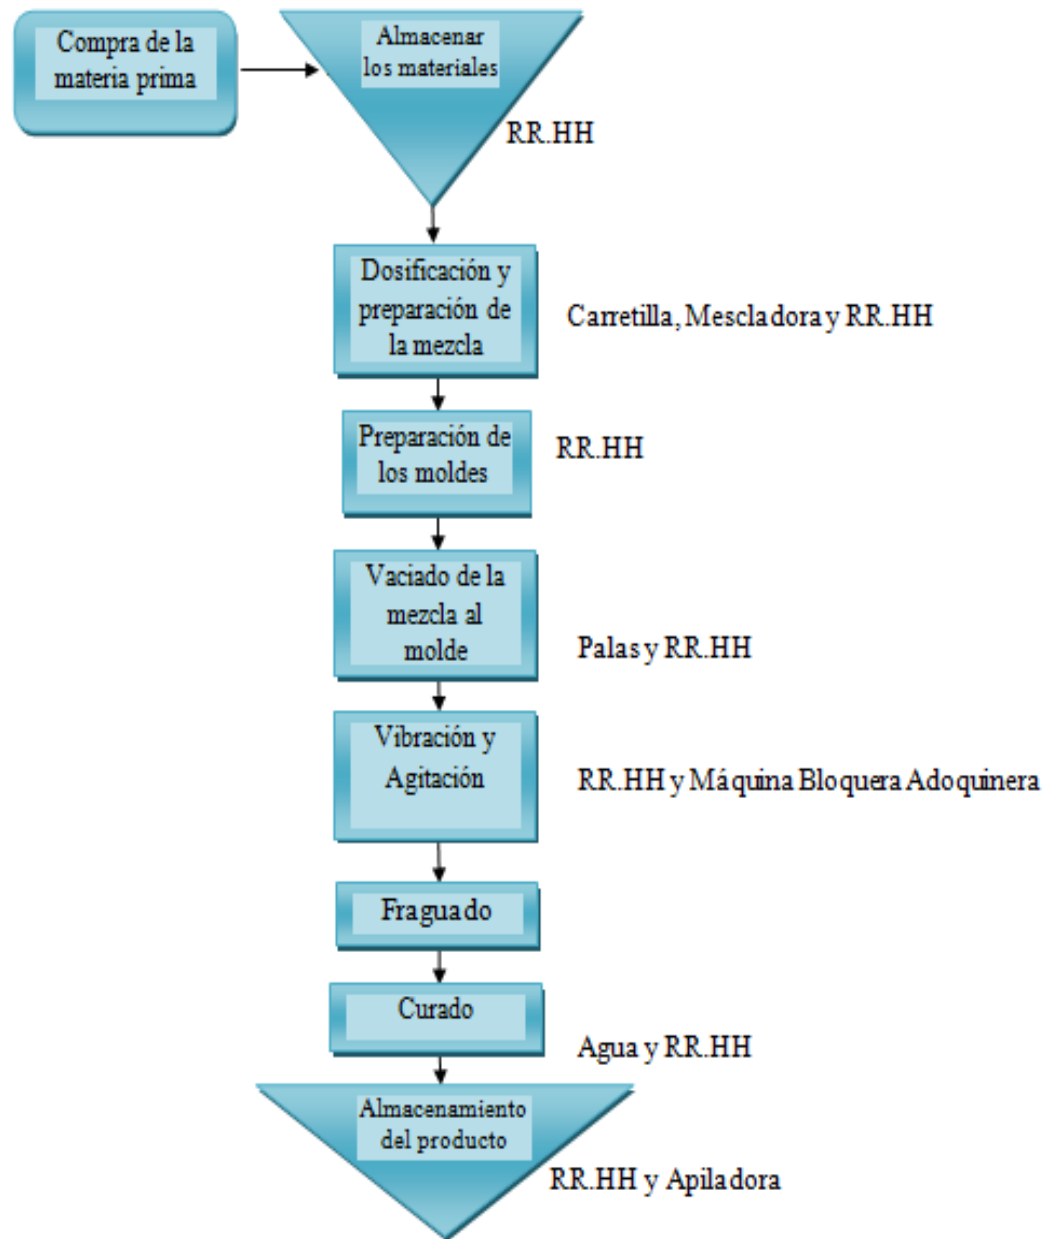 Compra de la
materia prima
Almacenar
los materiales
RR.HH
Dosificación y
preparación de
la mezcla
Carretilla, Mescladora y RR.HH
Preparación de
los moldes
RR.HH
Vaciado de la
mezcla al
molde
Palas y RR.HH
Vibración y
Agitación
RR.HH y Máquina Bloquera Adoquinera
Fraguado
Curado
Agua y RR.HH
Almacenamiento
del producto
RR.HH y Apiladora